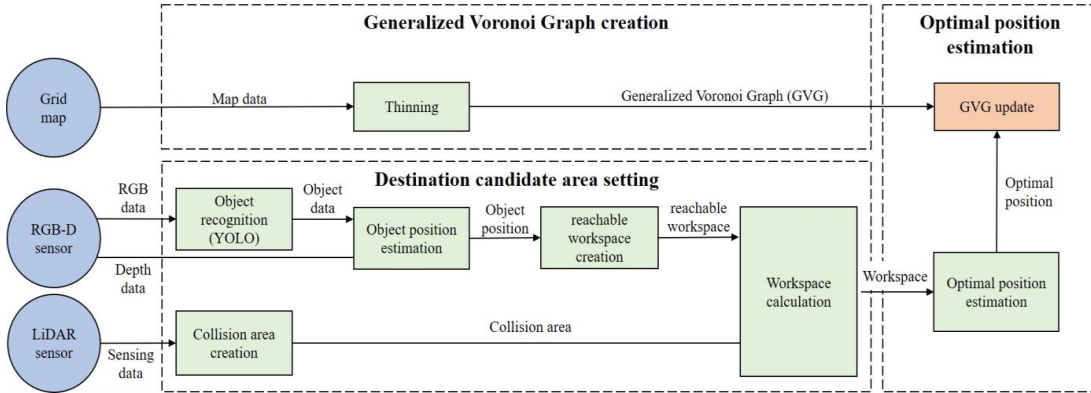 Generalized Voronoi Graph creation
Optimal position
estimation
Grid
map
Map data
Thinning
Generalized Voronoi Graph (GVG)
GVG update
Destination candidate area setting
RGB
data
Object
recognition
(YOLO)
Object
data
Object position
estimation
Object
position
reachable
workspace
creation
reachable
workspace
Optimal
position
RGB-D
sensor
Depth
data
Workspace
calculation
Workspace
Optimal position
estimation
LiDAR
sensor
Sensing
data
Collision area
creation
Collision area